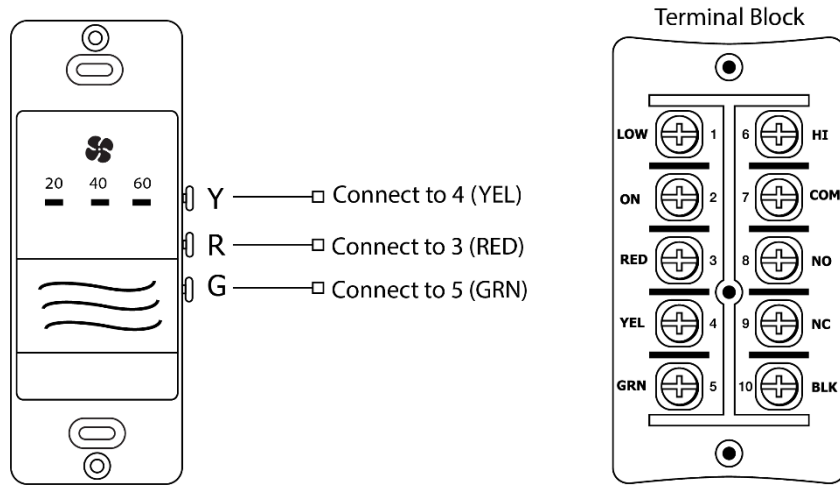 20 40 60
Y Connect to 4 (YEL)
R Connect to 3 (RED)
G Connect to 5 (GRN)
Terminal Block
LOW 1 6 HI
ON 2 7 COM
RED 3 8 NO
YEL 4 9 NC
GRN 5 10 BLK